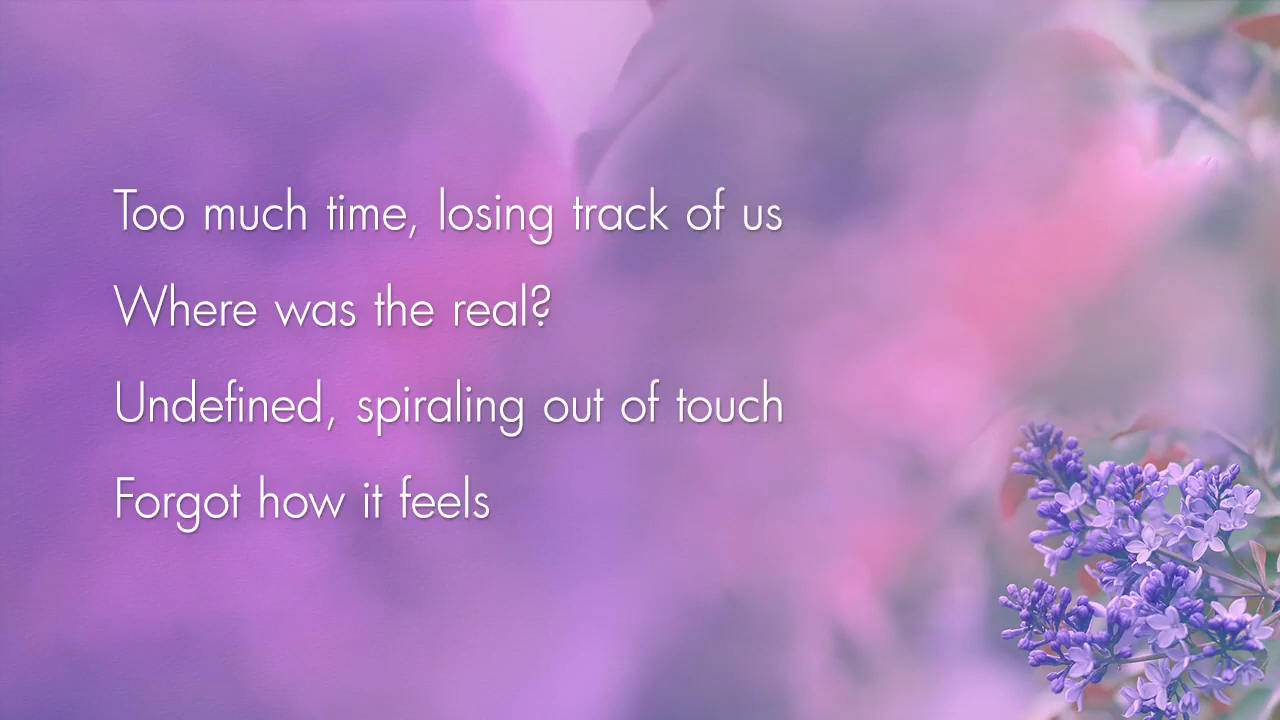 Too much time, losing track of us
Where was the real?
Undefined, spiraling out of touch
Forgot how it feels